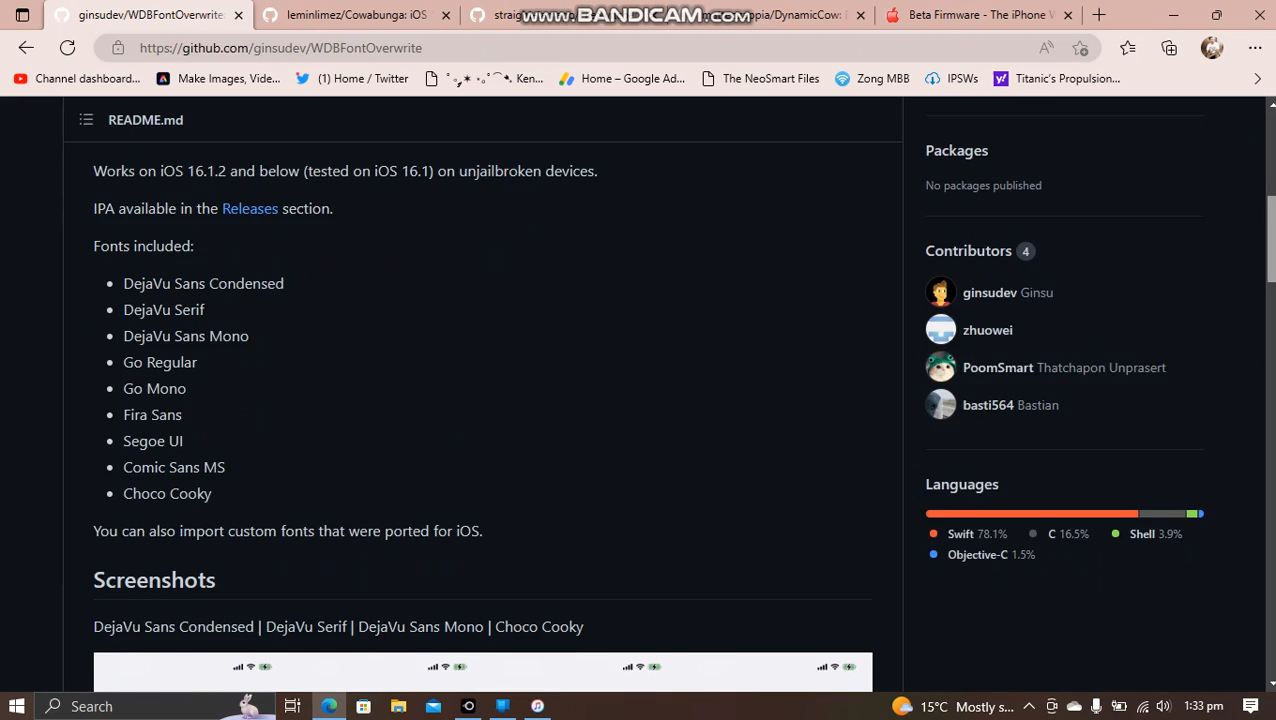 ginsudev/WDBFontOverwrite
leminlimez/Cowabunga: iOS
straig
www.BANDICAM.com
opia/DynamicCow:
Beta Firmware - The iPhone W
https://github.com/ginsudev/WDBFontOverwrite
Channel dashboard...
Make Images, Vide...
(1) Home / Twitter
Ken...
Home – Google Ad...
The NeoSmart Files
Zong MBB
IPSWs
Titanic's Propulsion...
README.md
Works on iOS 16.1.2 and below (tested on iOS 16.1) on unjailbroken devices.
IPA available in the Releases section.
Fonts included:
• DejaVu Sans Condensed
• DejaVu Serif
• DejaVu Sans Mono
• Go Regular
• Go Mono
• Fira Sans
• Segoe UI
• Comic Sans MS
• Choco Cooky
You can also import custom fonts that were ported for iOS.
Screenshots
DejaVu Sans Condensed | DejaVu Serif | DejaVu Sans Mono | Choco Cooky
Packages
No packages published
Contributors 4
ginsudev Ginsu
zhuowei
PoomSmart Thatchapon Unprasert
basti564 Bastian
Languages
Swift 78.1%
C 16.5%
Shell 3.9%
Objective-C 1.5%
Search
15°C Mostly s...
1:33 pm